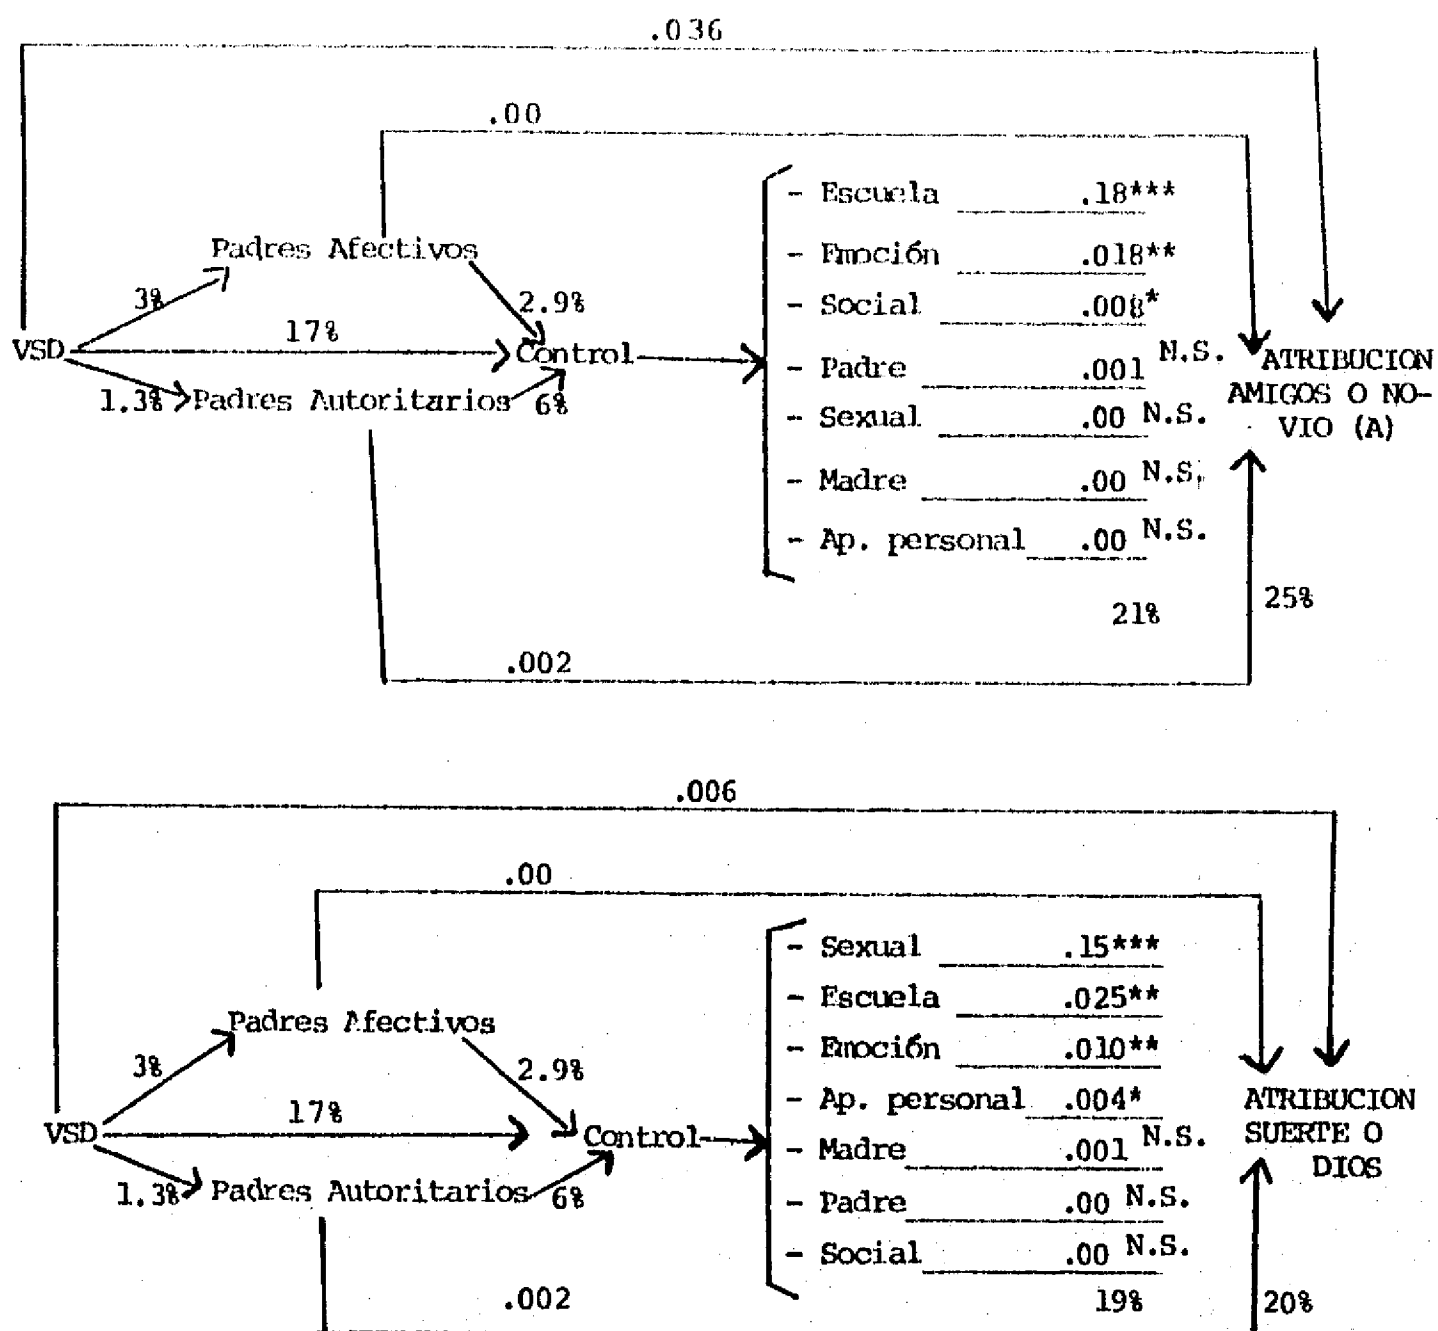 .036
.00
- Escuela .18***
Padres Afectivos
- Emoción .018**
3%
2.9%
- Social .008*
17%
VSD
Control
- Padre .001 N.S.
ATRIBUCION
AMIGOS O NO-
VIO (A)
1.3%
Padres Autoritarios
6%
- Sexual .00 N.S.
- Madre .00 N.S.
- Ap. personal .00 N.S.
21%
25%
.002
.006
.00
- Sexual .15***
- Escuela .025**
Padres Afectivos
- Emoción .010**
3%
2.9%
- Ap. personal .004*
ATRIBUCION
SUERTE O
DIOS
17%
VSD
Control
- Madre .001 N.S.
1.3%
Padres Autoritarios
6%
- Padre .00 N.S.
- Social .00 N.S.
.002
19%
20%